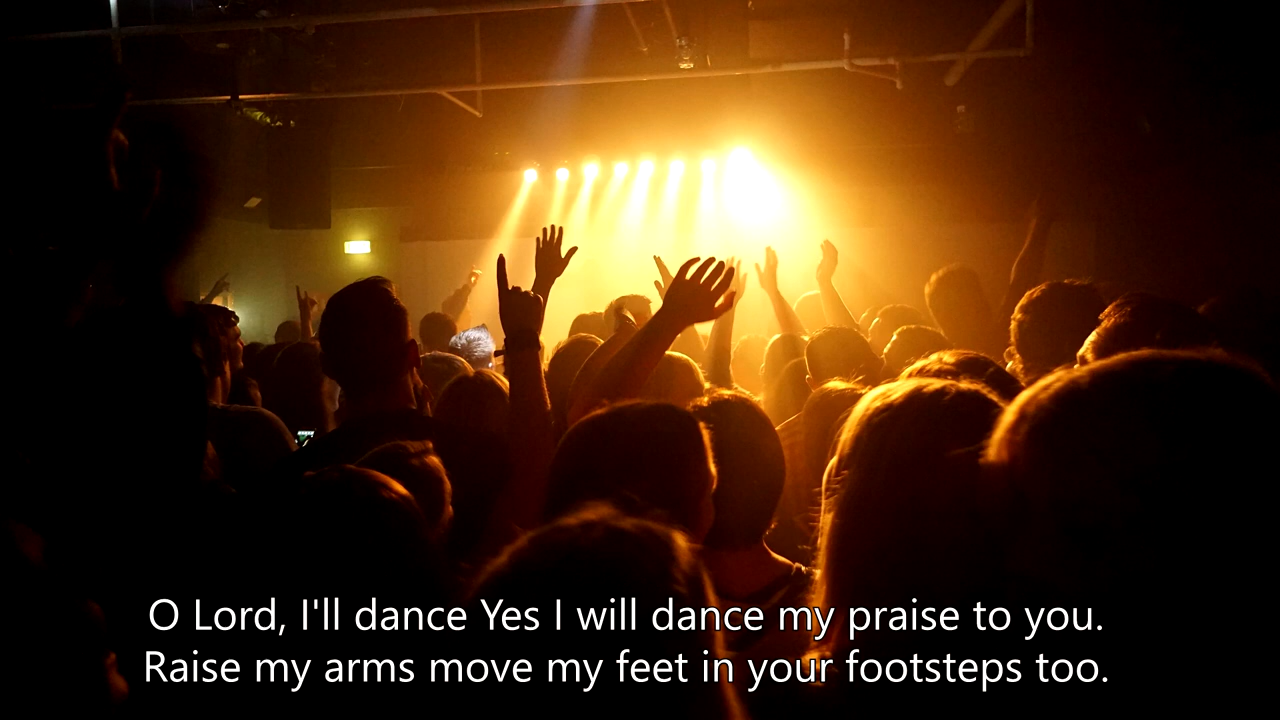 O Lord, I'll dance Yes I will dance my praise to you.
Raise my arms move my feet in your footsteps too.